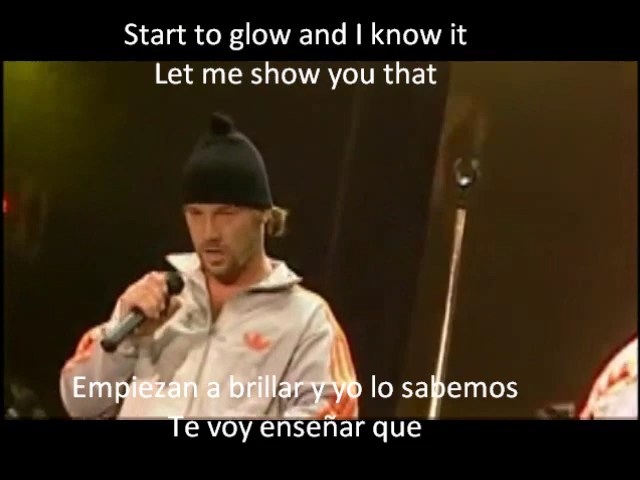 Start to glow and I know it
Let me show you that
Empiezan a brillar y yo lo sabemos
Te voy enseñar que